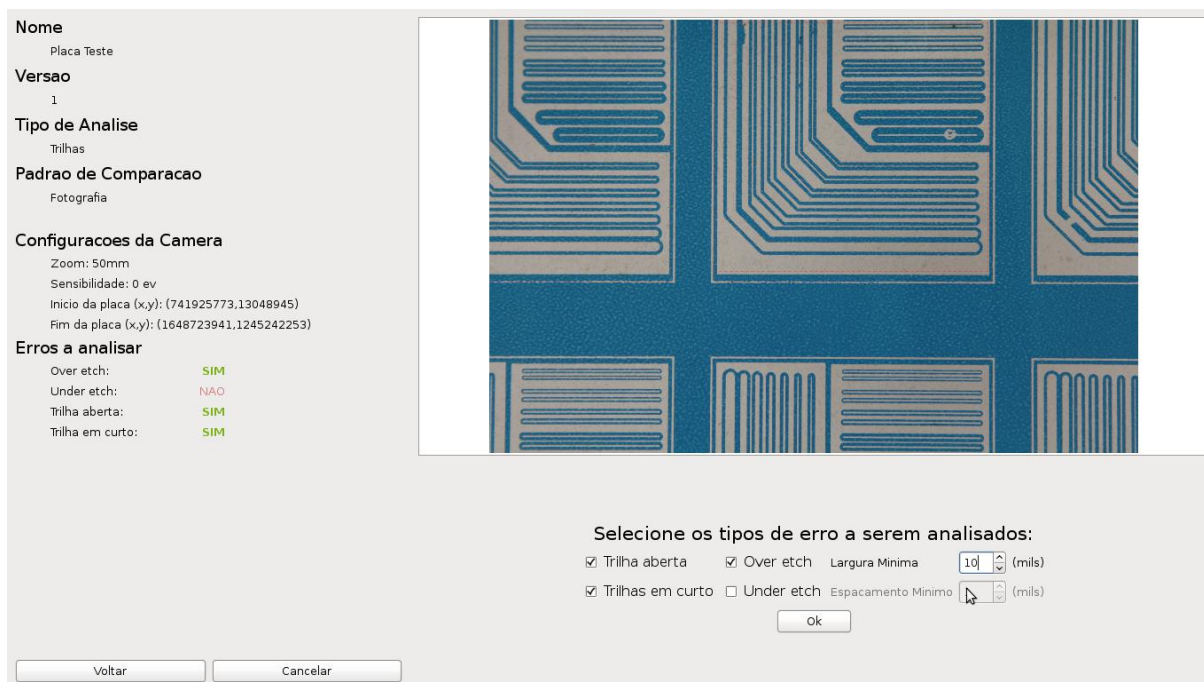 Nome
Placa Teste
Versao
1
Tipo de Analise
Trilhas
Padrao de Comparacao
Fotografia
Configuracoes da Camera
Zoom: 50mm
Sensibilidade: 0 ev
Inicio da placa (x,y): (741925773,13048945)
Fim da placa (x,y): (1648723941,1245242253)
Erros a analisar
Over etch: SIM
Under etch: NAO
Trilha aberta: SIM
Trilha em curto: SIM
Selecione os tipos de erro a serem analisados:
Trilha aberta Over etch Largura Minima 10 (mils)
Trilhas em curto Under etch Espacamento Minimo (mils)
Ok
Voltar Cancelar